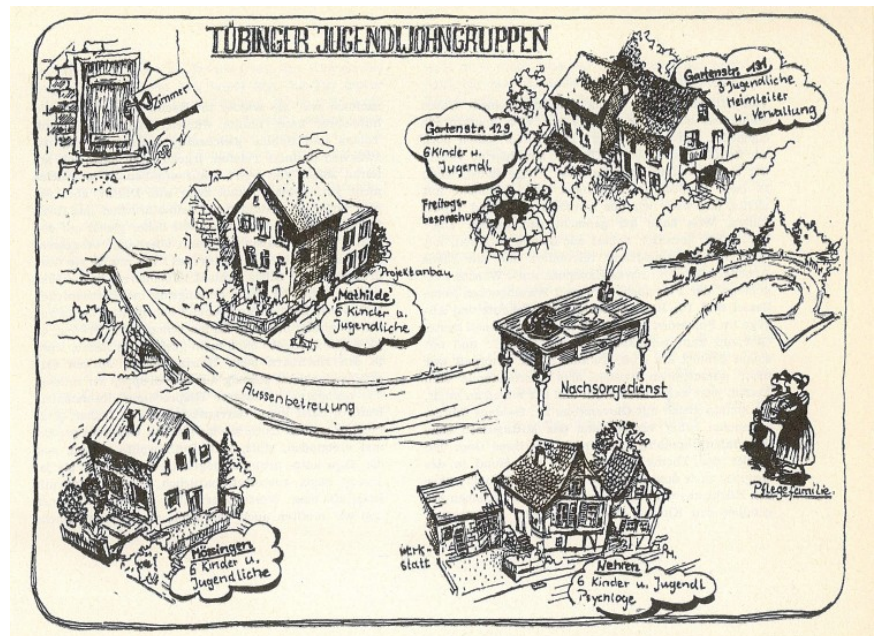 TÜBINGER JUGENDWOHNGRUPPEN
Zimmer
Gartenstr. 131
3 Jugendliche
Heimleiter
u. Verwaltung
Gartenstr. 129
6 Kinder u.
Jugendl
Freitags-
besprechung
Projektanbau
'Mathilde'
6 Kinder u.
Jugendliche
Aussenbetreuung
Nachsorgedienst
Pflegefamilie
Mössingen
6 Kinder u.
Jugendliche
Werk-
statt
Nehren
6 Kinder u. Jugendl
Psychloge